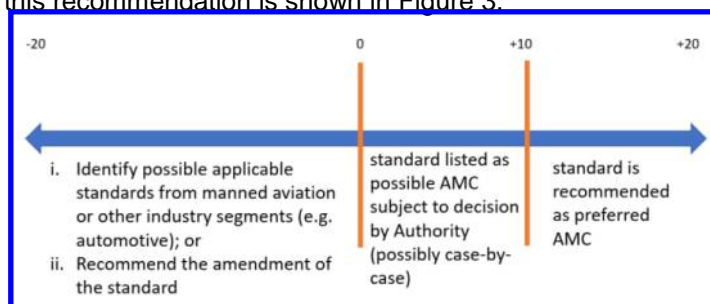 this recommendation is shown in Figure 3.
-20 0 +10 +20
i. Identify possible applicable
standards from manned aviation
or other industry segments (e.g.
automotive); or
ii. Recommend the amendment of
the standard
standard listed as
possible AMC
subject to decision
by Authority
(possibly case-by-
case)
standard is
recommended
as preferred
AMC